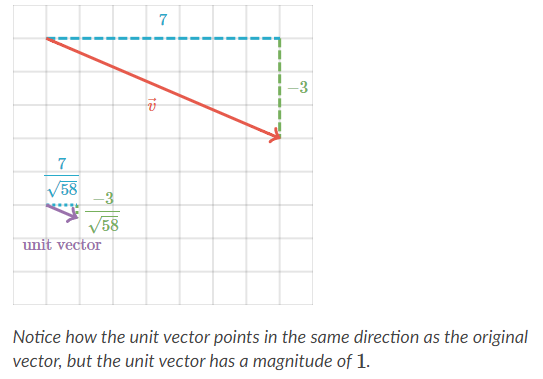 7
−3
v⃗
7/√58
−3/√58
unit vector
Notice how the unit vector points in the same direction as the original
vector, but the unit vector has a magnitude of 1.